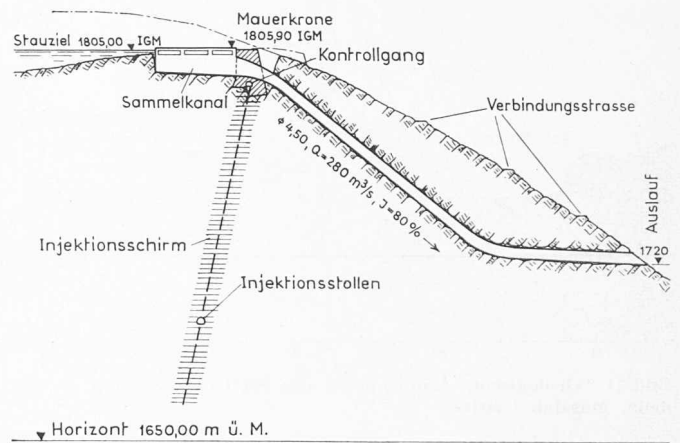 Mauerkrone
Stauziel 1805,00 IGM
1805,90 IGM
Kontrollgang
Sammelkanal
Verbindungsstrasse
ø 4,50, Q=280 m³/s, J=80%
Auslauf
1720
Injektionsschirm
Injektionsstollen
Horizont 1650,00 m ü. M.